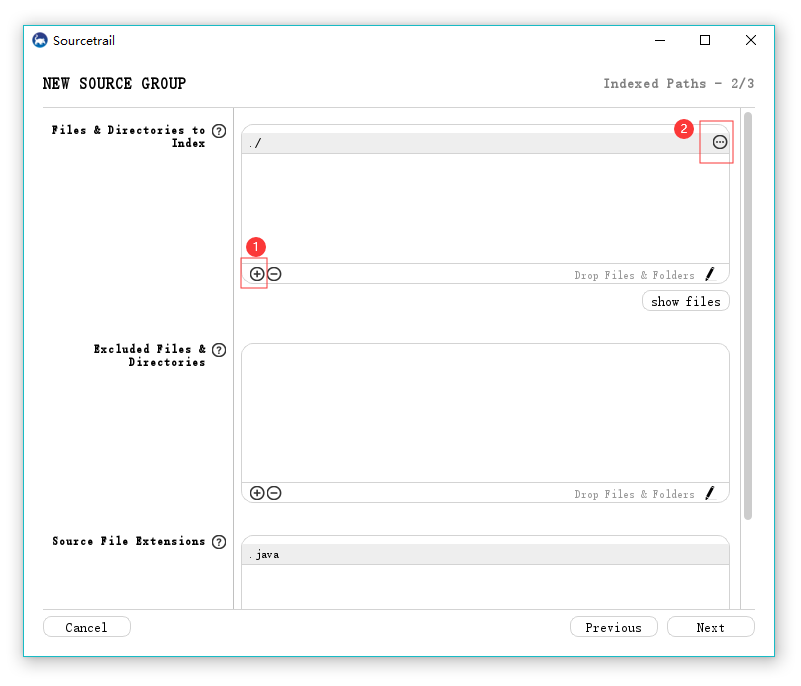 Sourcetrail
NEW SOURCE GROUP
Indexed Paths - 2/3
Files & Directories to
Index
?
./
2
1
Drop Files & Folders
show files
Excluded Files &
Directories
?
Drop Files & Folders
Source File Extensions
?
.java
Cancel
Previous
Next